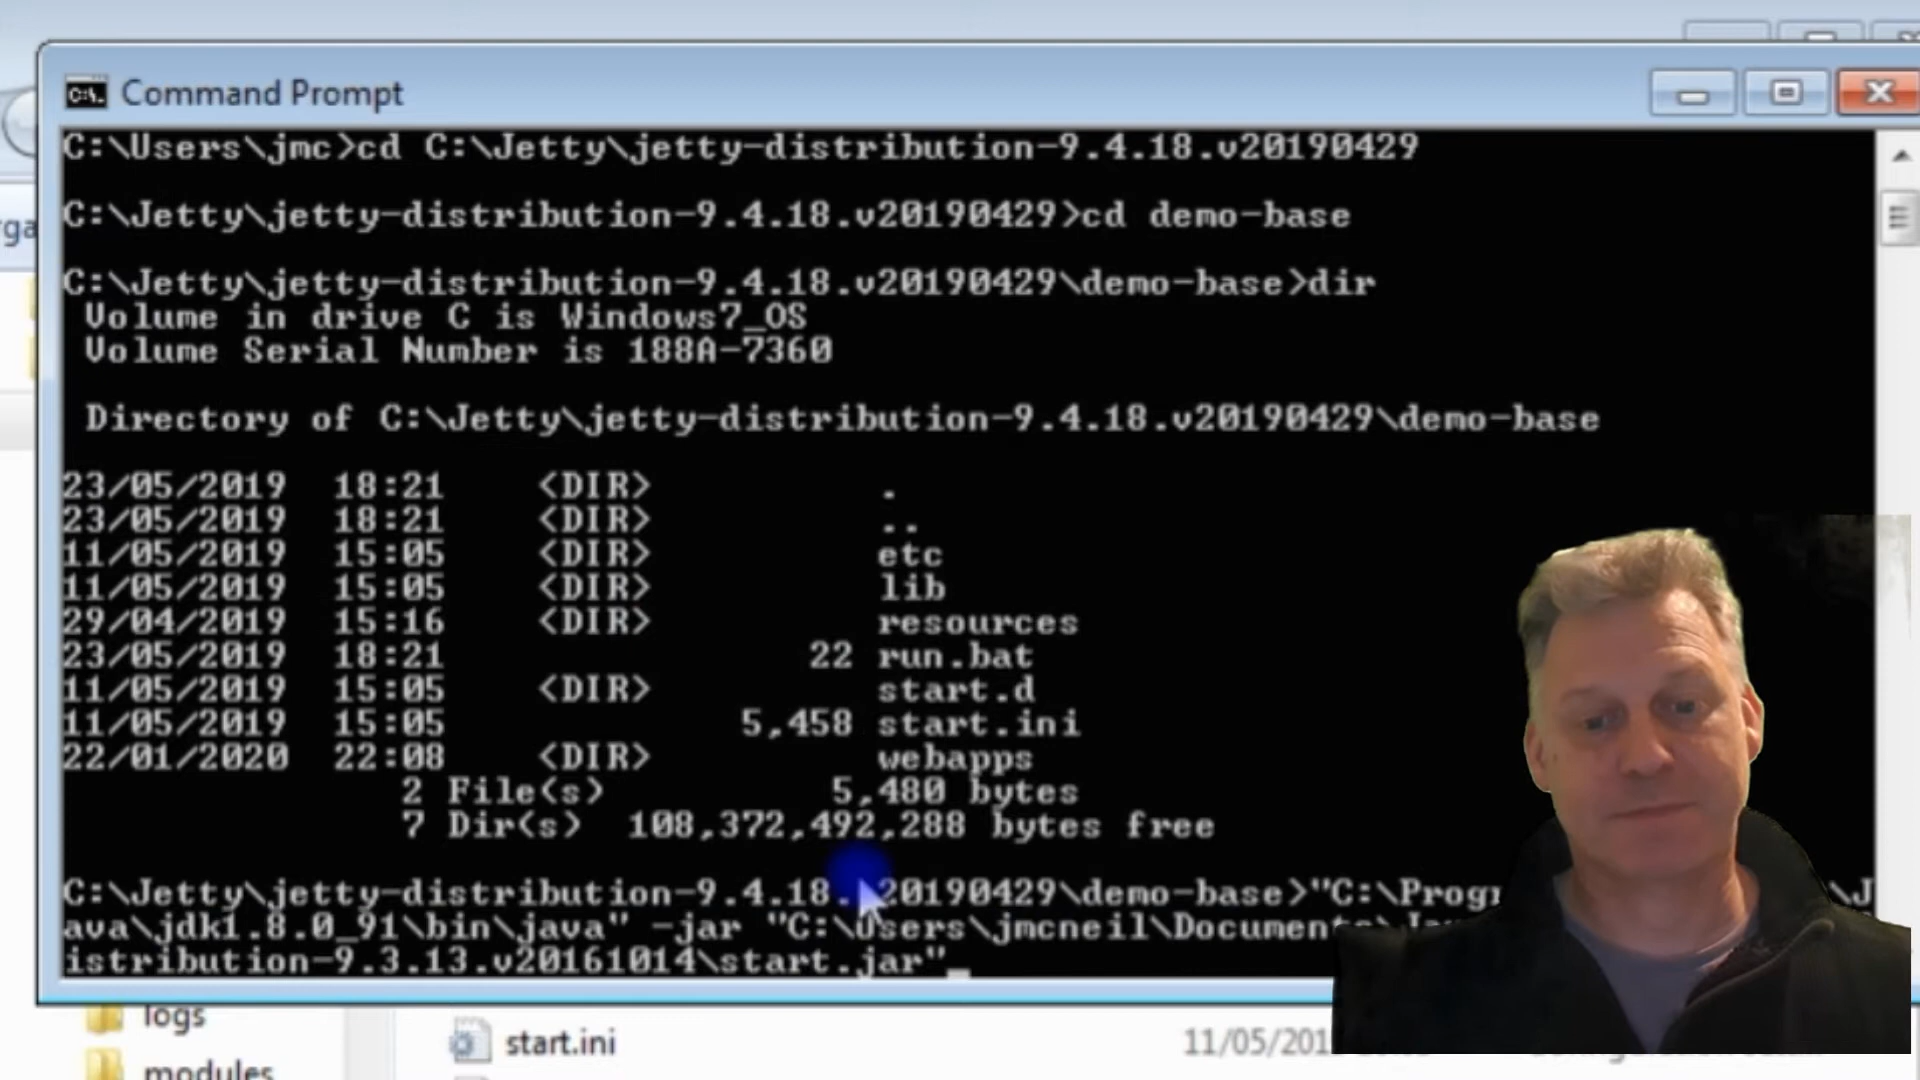 Command Prompt
C:\Users\jmc>cd C:\Jetty\jetty-distribution-9.4.18.v20190429
C:\Jetty\jetty-distribution-9.4.18.v20190429>cd demo-base
C:\Jetty\jetty-distribution-9.4.18.v20190429\demo-base>dir
Volume in drive C is Windows7_OS
Volume Serial Number is 188A-7360
Directory of C:\Jetty\jetty-distribution-9.4.18.v20190429\demo-base
23/05/2019 18:21 <DIR> .
23/05/2019 18:21 <DIR> ..
11/05/2019 15:05 <DIR> etc
11/05/2019 15:05 <DIR> lib
29/04/2019 15:16 <DIR> resources
23/05/2019 18:21 22 run.bat
11/05/2019 15:05 <DIR> start.d
11/05/2019 15:05 5,458 start.ini
22/01/2020 22:08 <DIR> webapps
2 File(s) 5,480 bytes
7 Dir(s) 108,372,492,288 bytes free
C:\Jetty\jetty-distribution-9.4.18. 20190429\demo-base>"C:\Progr \J
ava\jdk1.8.0_91\bin\java" -jar "C:\Users\jmcneil\Document
istribution-9.3.13.v20161014\start.jar"
logs
start.ini 11/05/201
modules